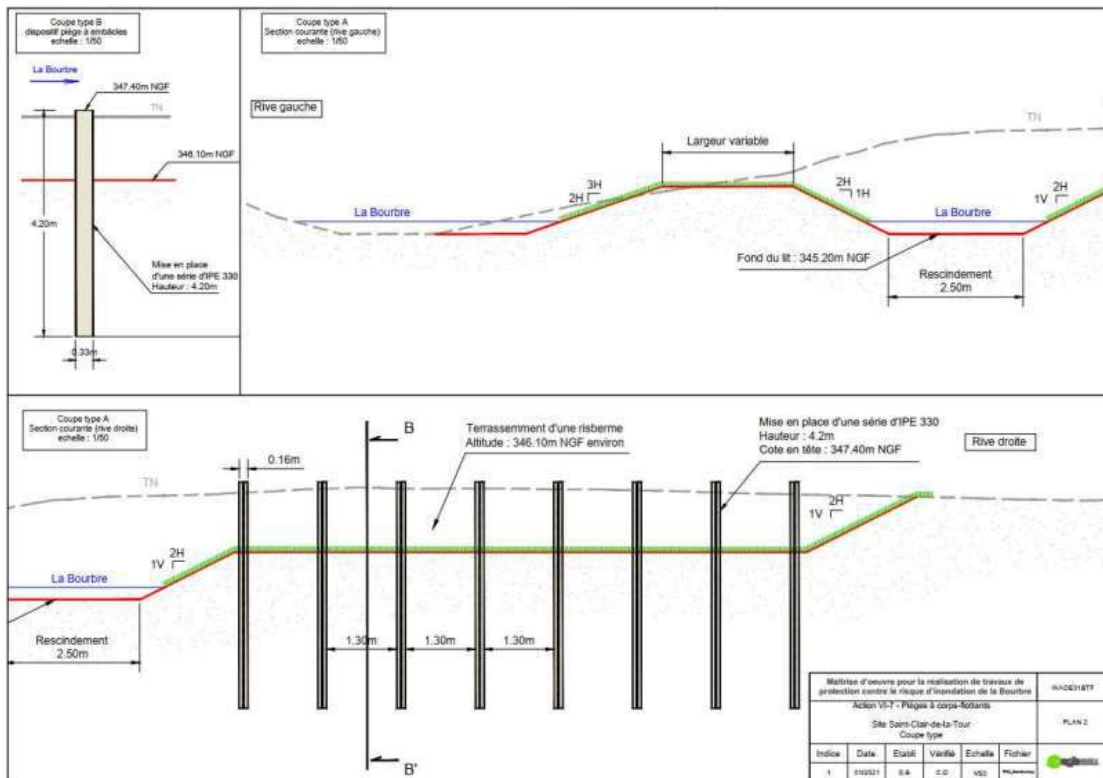 Coupe type B
dispositif piège à embâcles
echelle : 1/50
La Bourbre
347.40m NGF
TN
346.10m NGF
4.20m
Mise en place
d'une série d'IPE 330
Hauteur : 4.20m
0.33m
Coupe type A
Section courante (rive gauche)
echelle : 1/50
Rive gauche
TN
Largeur variable
3H
2H
2H
1H
2H
1V
La Bourbre
La Bourbre
Fond du lit : 345.20m NGF
Rescindement
2.50m
Coupe type A
Section courante (rive droite)
echelle : 1/50
B
Terrassemment d'une risberme
Altitude : 346.10m NGF environ
Mise en place d'une série d'IPE 330
Hauteur : 4.2m
Cote en tête : 347.40m NGF
Rive droite
0.16m
TN
2H
1V
2H
1V
La Bourbre
Rescindement
2.50m
1.30m
1.30m
1.30m
B'
Maîtrise d'oeuvre pour la réalisation de travaux de
protection contre le risque d'inondation de la Bourbre
Action VI-7 - Pièges à corps-flottants
Site Saint-Clair-de-la-Tour
Coupe type
PLAN 2
Indice Date Etabli Vérifié Echelle Fichier
1